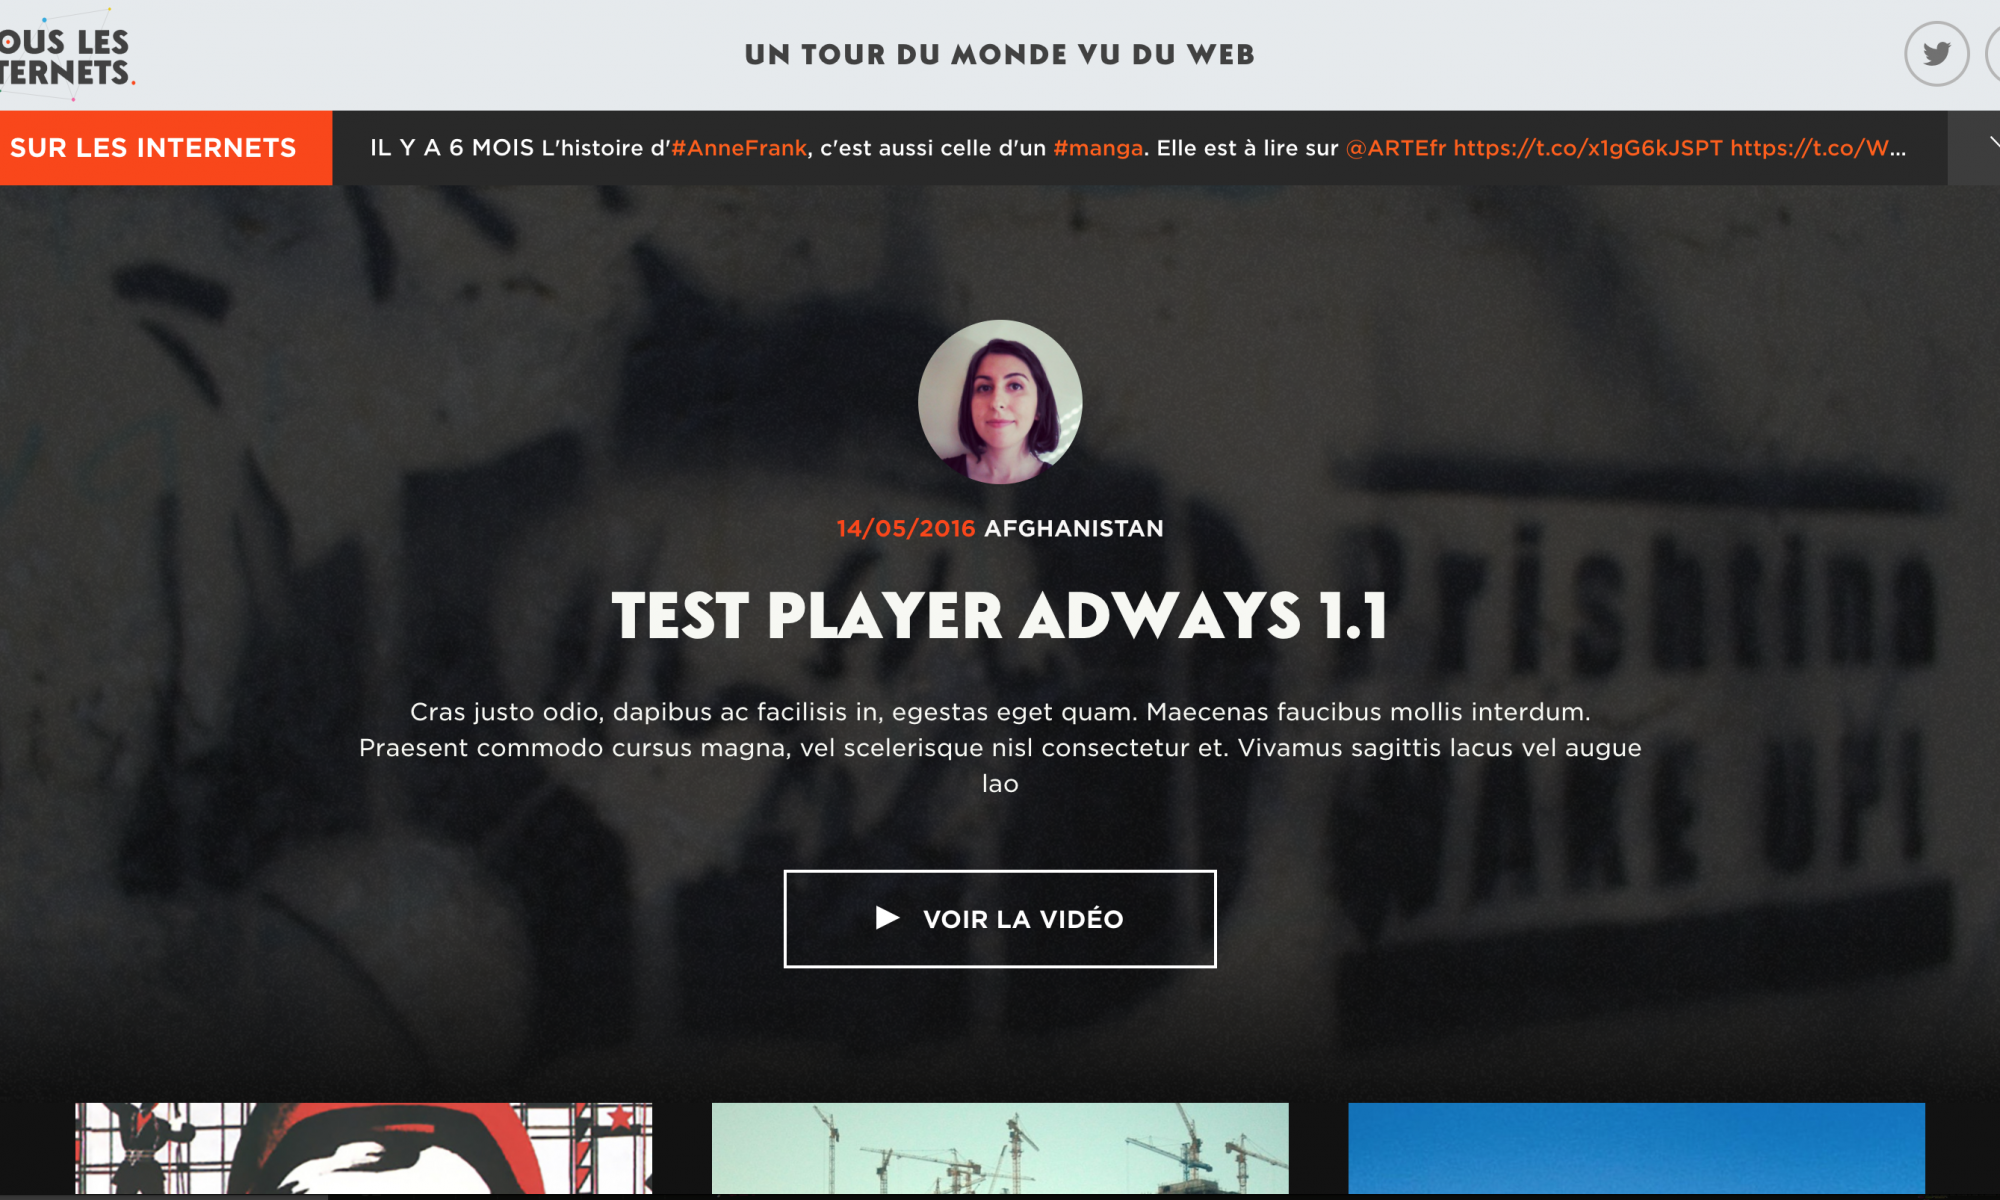 OUS LES
TERNETS.
UN TOUR DU MONDE VU DU WEB
SUR LES INTERNETS
IL Y A 6 MOIS L'histoire d'#AnneFrank, c'est aussi celle d'un #manga. Elle est à lire sur @ARTEfr https://t.co/x1gG6kJSPT https://t.co/W...
14/05/2016 AFGHANISTAN
TEST PLAYER ADWAYS 1.1
Cras justo odio, dapibus ac facilisis in, egestas eget quam. Maecenas faucibus mollis interdum.
Praesent commodo cursus magna, vel scelerisque nisl consectetur et. Vivamus sagittis lacus vel augue
lao
VOIR LA VIDÉO
Prishtina
WAKE UP!